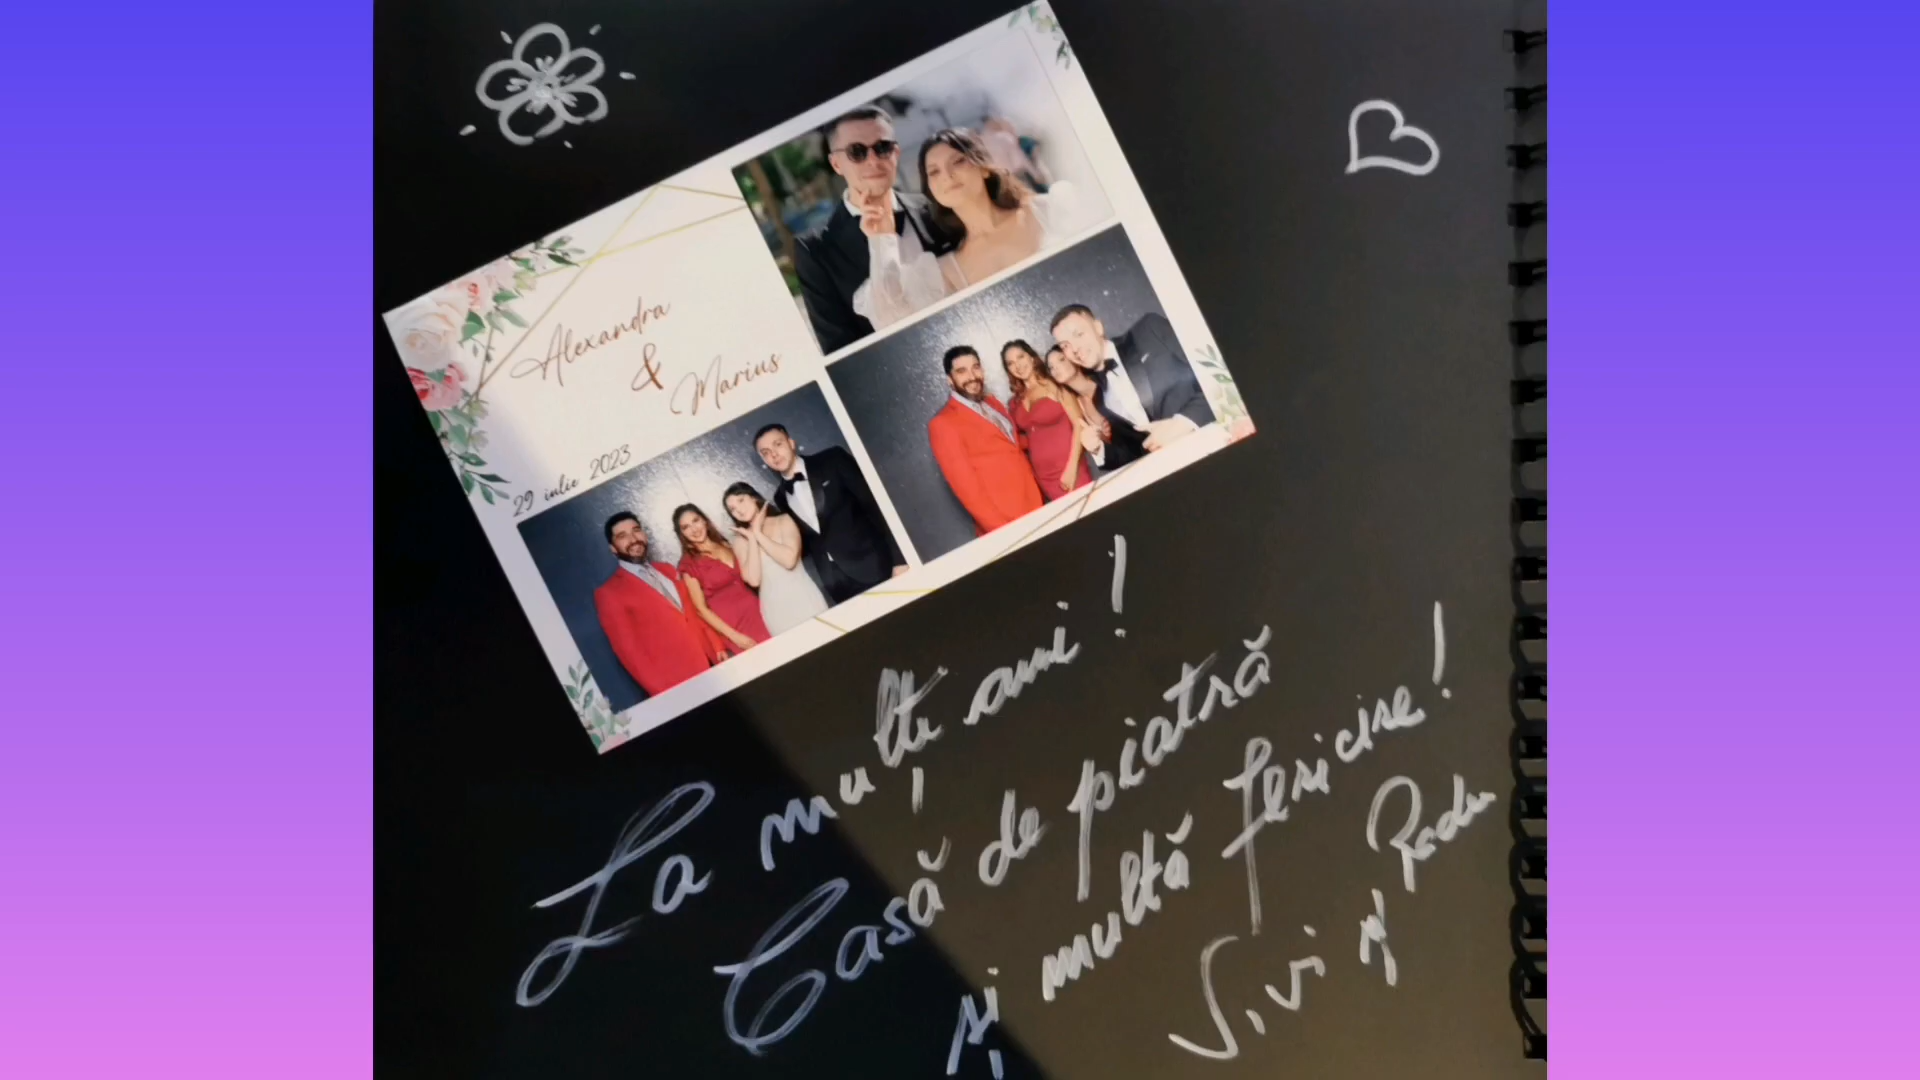 Alexandra
&
Marius
29 iulie 2023
La mulți ani!
Casă de piatră
și multă fericire!
Sivi și Radu